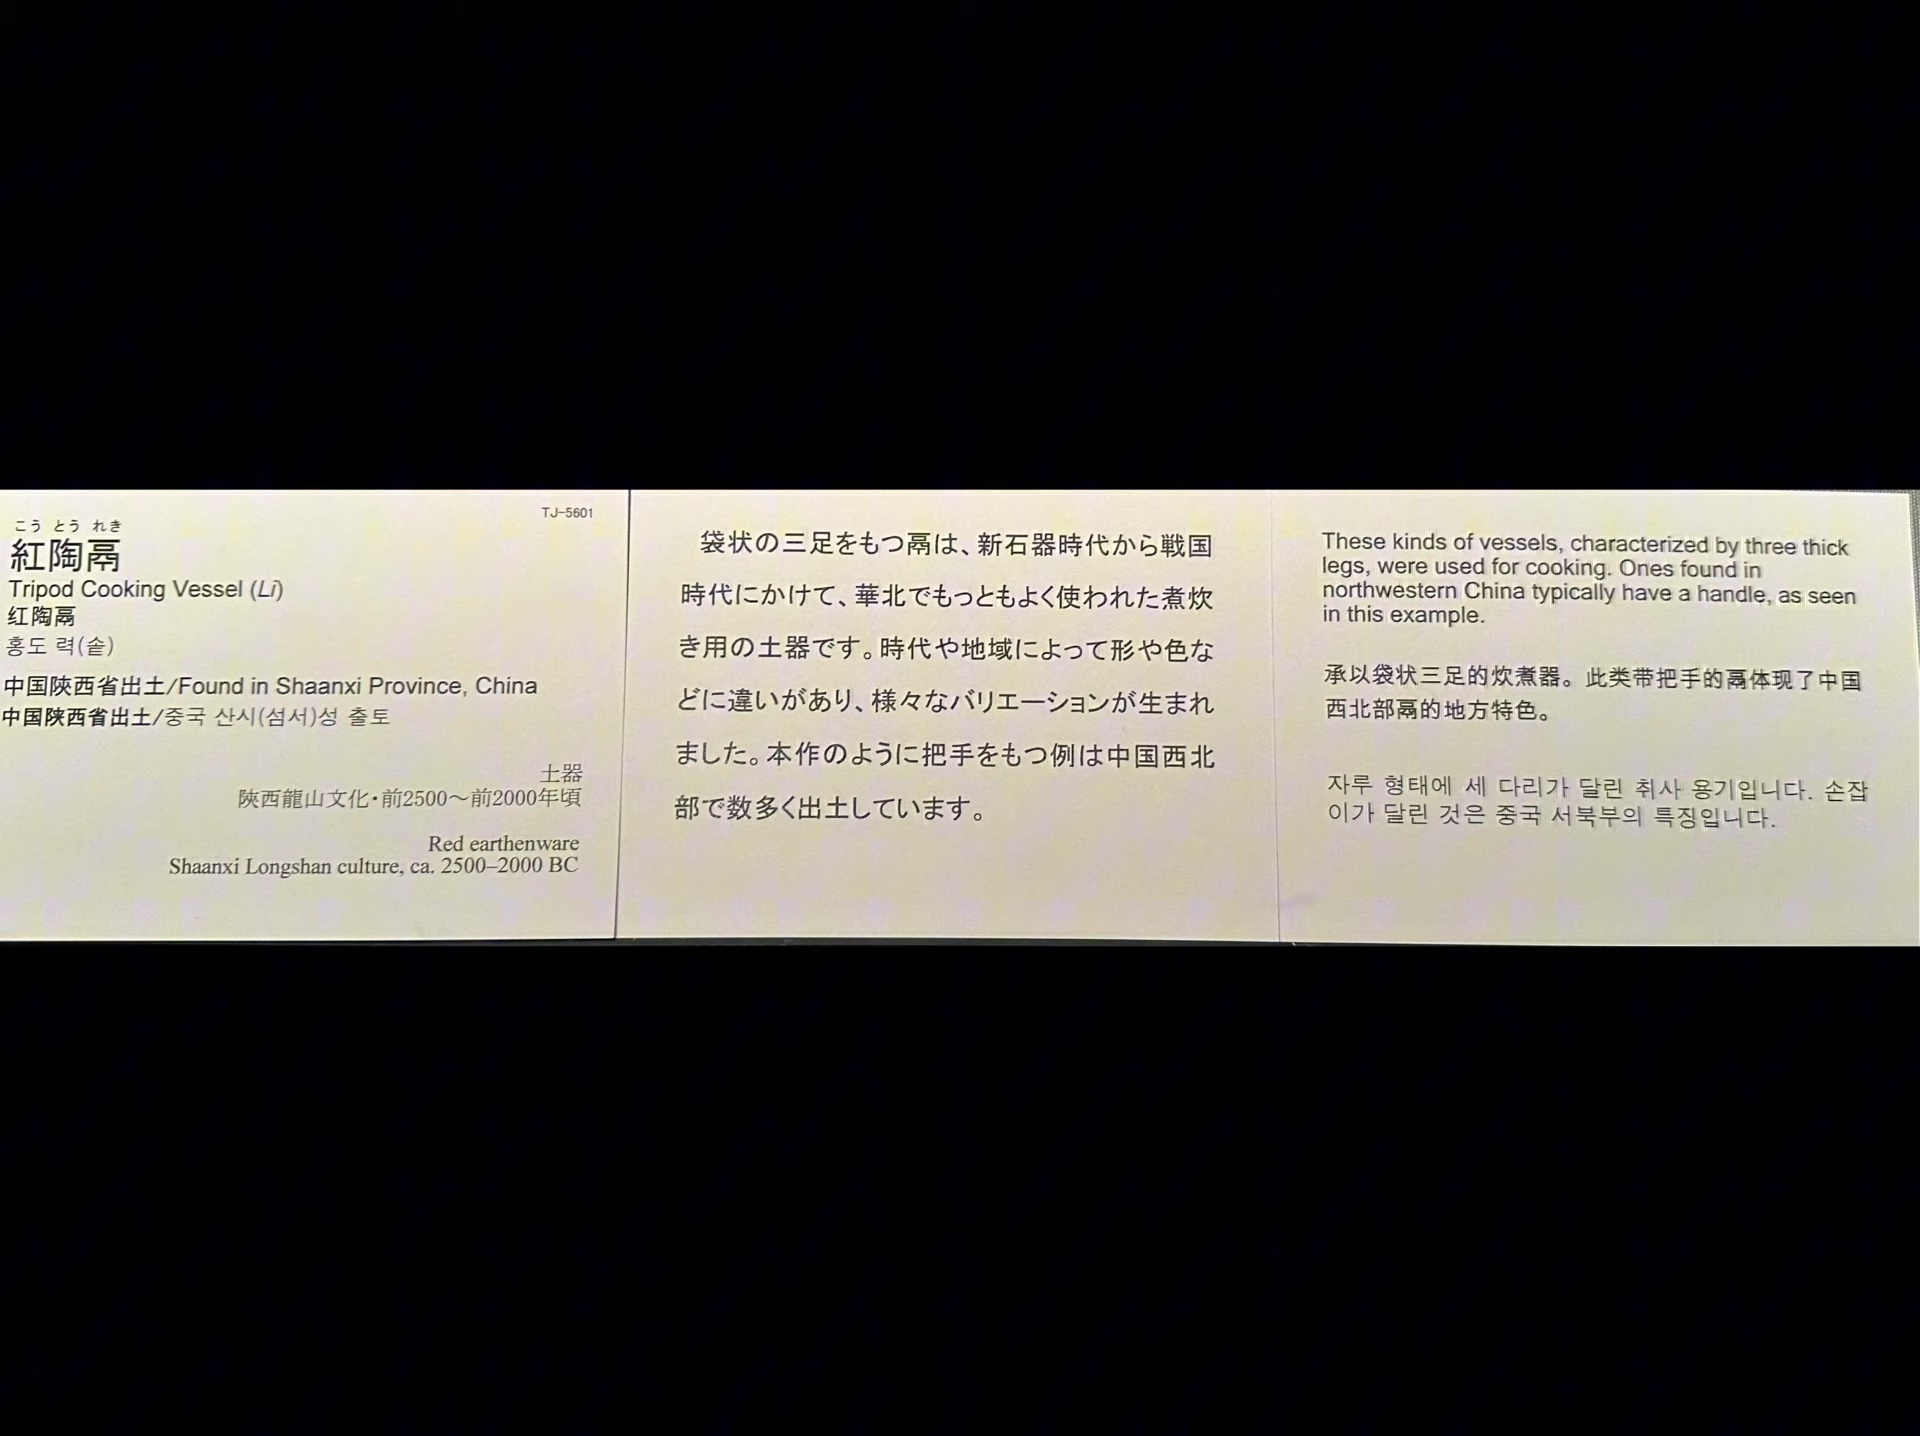 TJ-5601
こう とう れき
紅陶鬲
Tripod Cooking Vessel (Li)
红陶鬲
홍도 력(솥)
中国陝西省出土/Found in Shaanxi Province, China
中国陕西省出土/중국 산시(섬서)성 출토
土器
陝西龍山文化・前2500～前2000年頃
Red earthenware
Shaanxi Longshan culture, ca. 2500–2000 BC
袋状の三足をもつ鬲は、新石器時代から戦国
時代にかけて、華北でもっともよく使われた煮炊
き用の土器です。時代や地域によって形や色な
どに違いがあり、様々なバリエーションが生まれ
ました。本作のように把手をもつ例は中国西北
部で数多く出土しています。
These kinds of vessels, characterized by three thick
legs, were used for cooking. Ones found in
northwestern China typically have a handle, as seen
in this example.
承以袋状三足的炊煮器。此类带把手的鬲体现了中国
西北部鬲的地方特色。
자루 형태에 세 다리가 달린 취사 용기입니다. 손잡
이가 달린 것은 중국 서북부의 특징입니다.